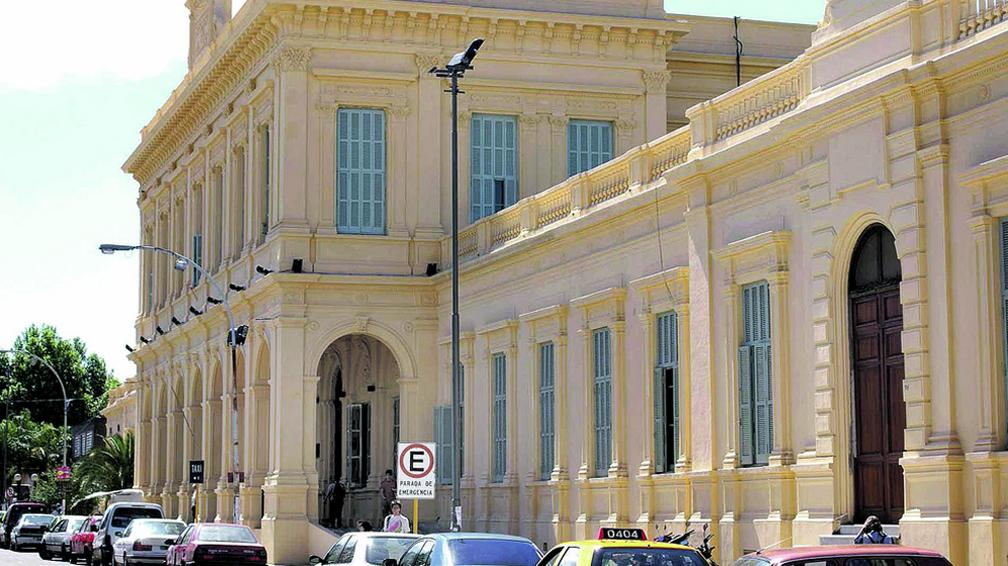 TAXI
E
PARADA DE
EMERGENCIA
0404